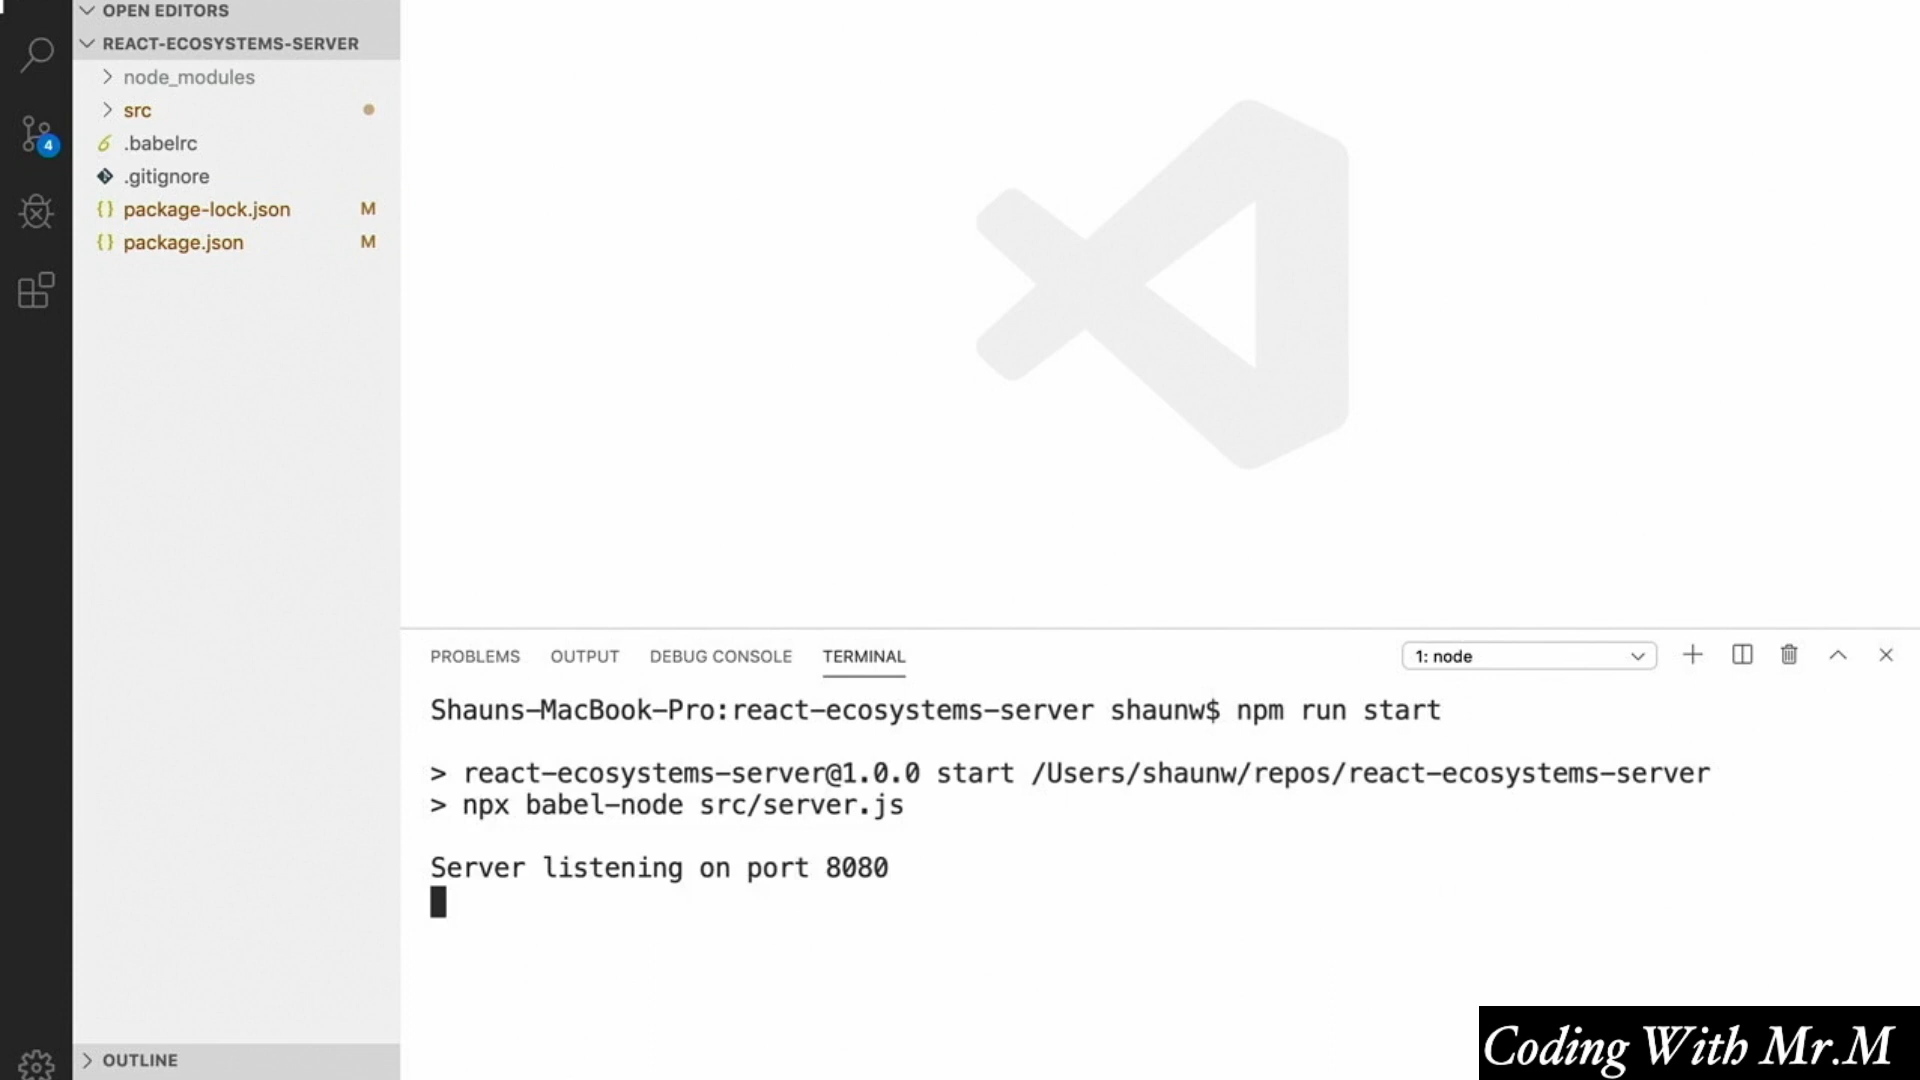 OPEN EDITORS
REACT-ECOSYSTEMS-SERVER
node_modules
src
.babelrc
.gitignore
package-lock.json M
package.json M
4
PROBLEMS OUTPUT DEBUG CONSOLE TERMINAL 1: node
Shauns-MacBook-Pro:react-ecosystems-server shaunw$ npm run start
> react-ecosystems-server@1.0.0 start /Users/shaunw/repos/react-ecosystems-server
> npx babel-node src/server.js
Server listening on port 8080
OUTLINE
Coding With Mr.M